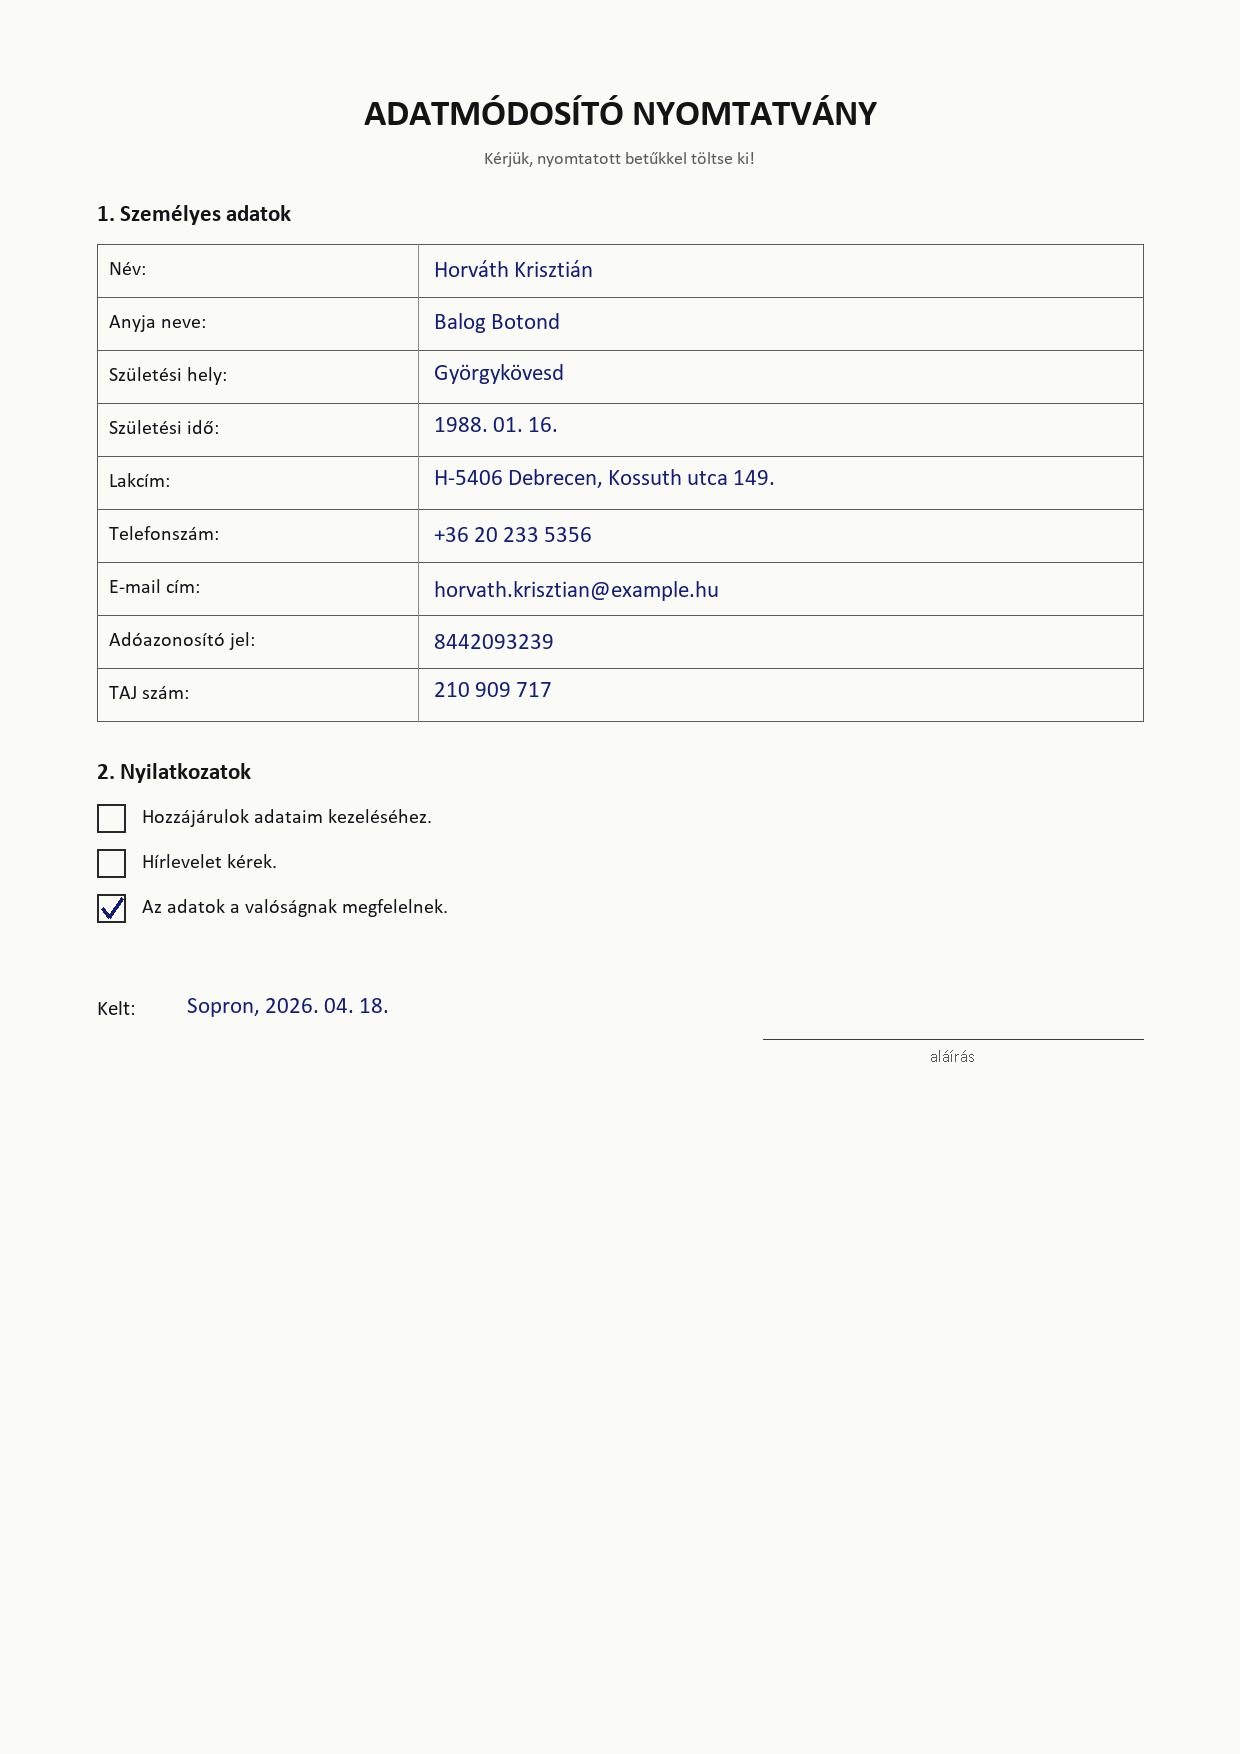 ADATMÓDOSÍTÓ NYOMTATVÁNY
Kérjük, nyomtatott betűkkel töltse ki!
1. Személyes adatok
Név: Horváth Krisztián
Anyja neve: Balog Botond
Születési hely: Györgykövesd
Születési idő: 1988. 01. 16.
Lakcím: H-5406 Debrecen, Kossuth utca 149.
Telefonszám: +36 20 233 5356
E-mail cím: horvath.krisztian@example.hu
Adóazonosító jel: 8442093239
TAJ szám: 210 909 717
2. Nyilatkozatok
Hozzájárulok adataim kezeléséhez.
Hírlevelet kérek.
Az adatok a valóságnak megfelelnek.
Kelt: Sopron, 2026. 04. 18.
aláírás